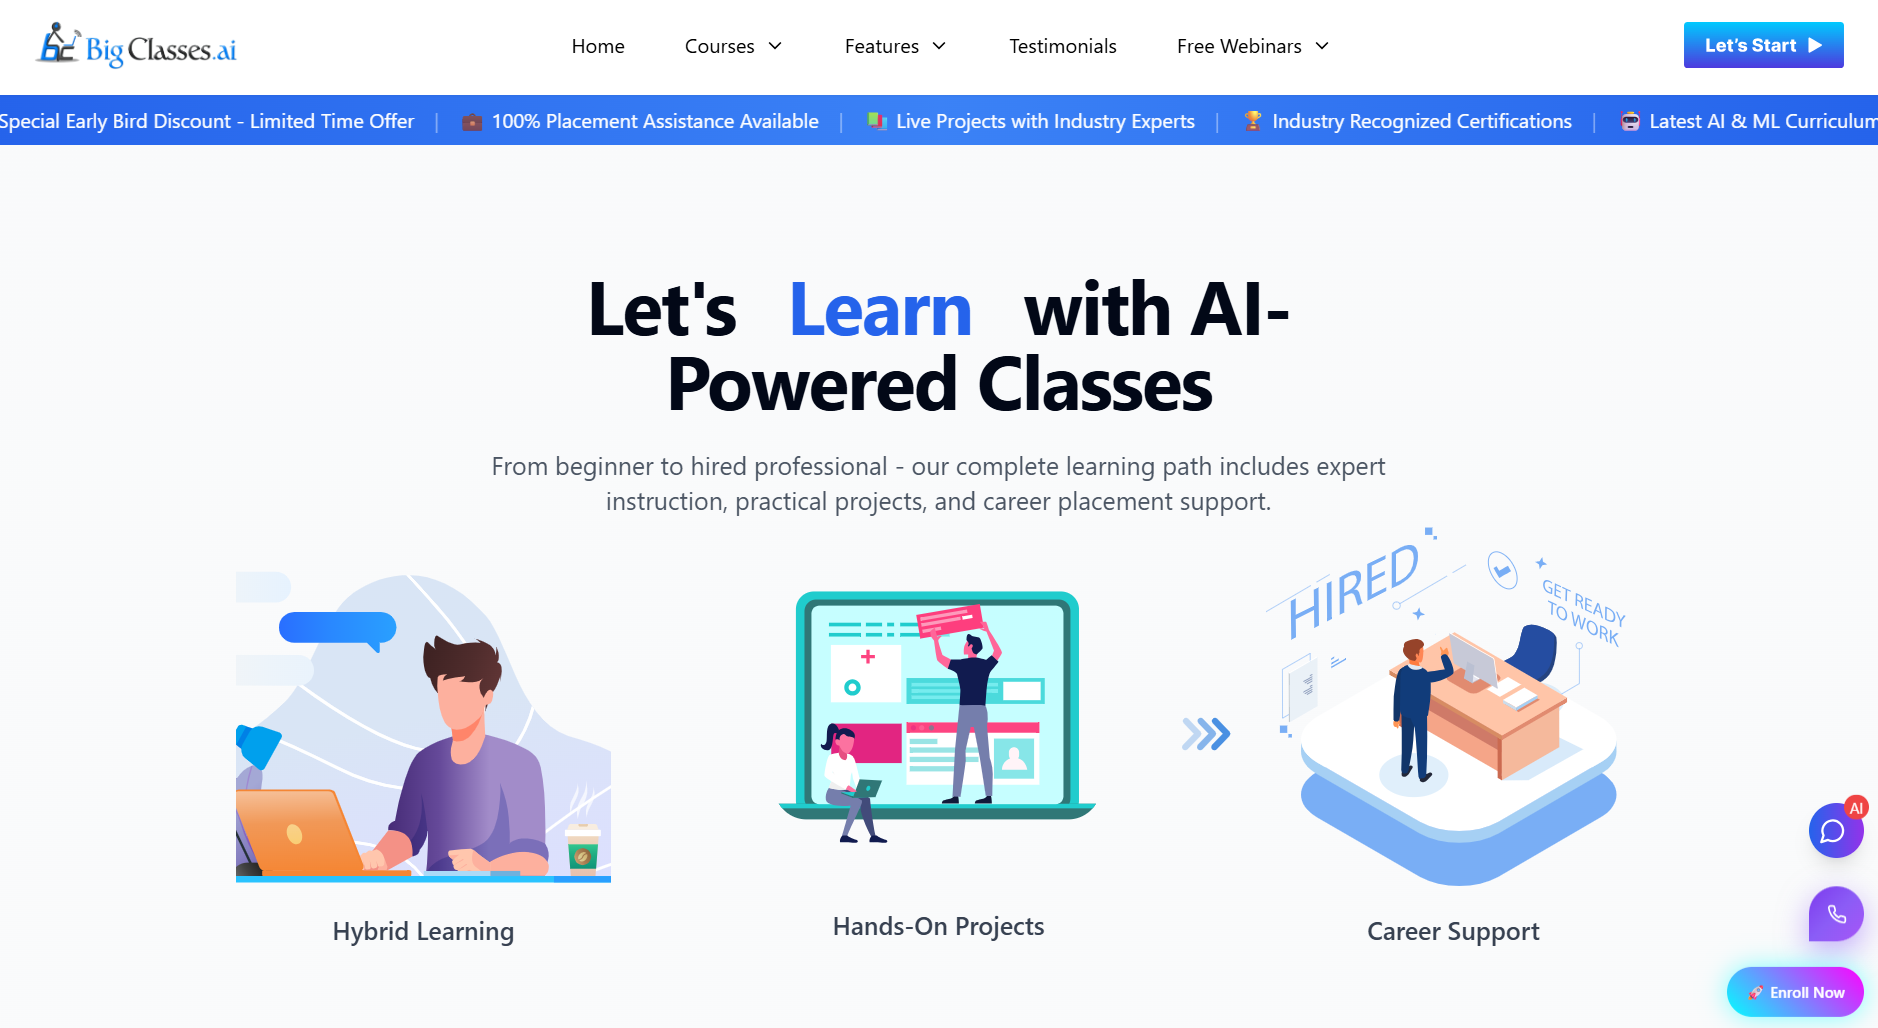 BigClasses.ai
Home Courses Features Testimonials Free Webinars
Let's Start
Special Early Bird Discount - Limited Time Offer | 100% Placement Assistance Available | Live Projects with Industry Experts | Industry Recognized Certifications | Latest AI & ML Curriculum
Let's Learn with AI-
Powered Classes
From beginner to hired professional - our complete learning path includes expert
instruction, practical projects, and career placement support.
HIRED
GET READY
TO WORK
Hybrid Learning
Hands-On Projects
Career Support
AI
Enroll Now